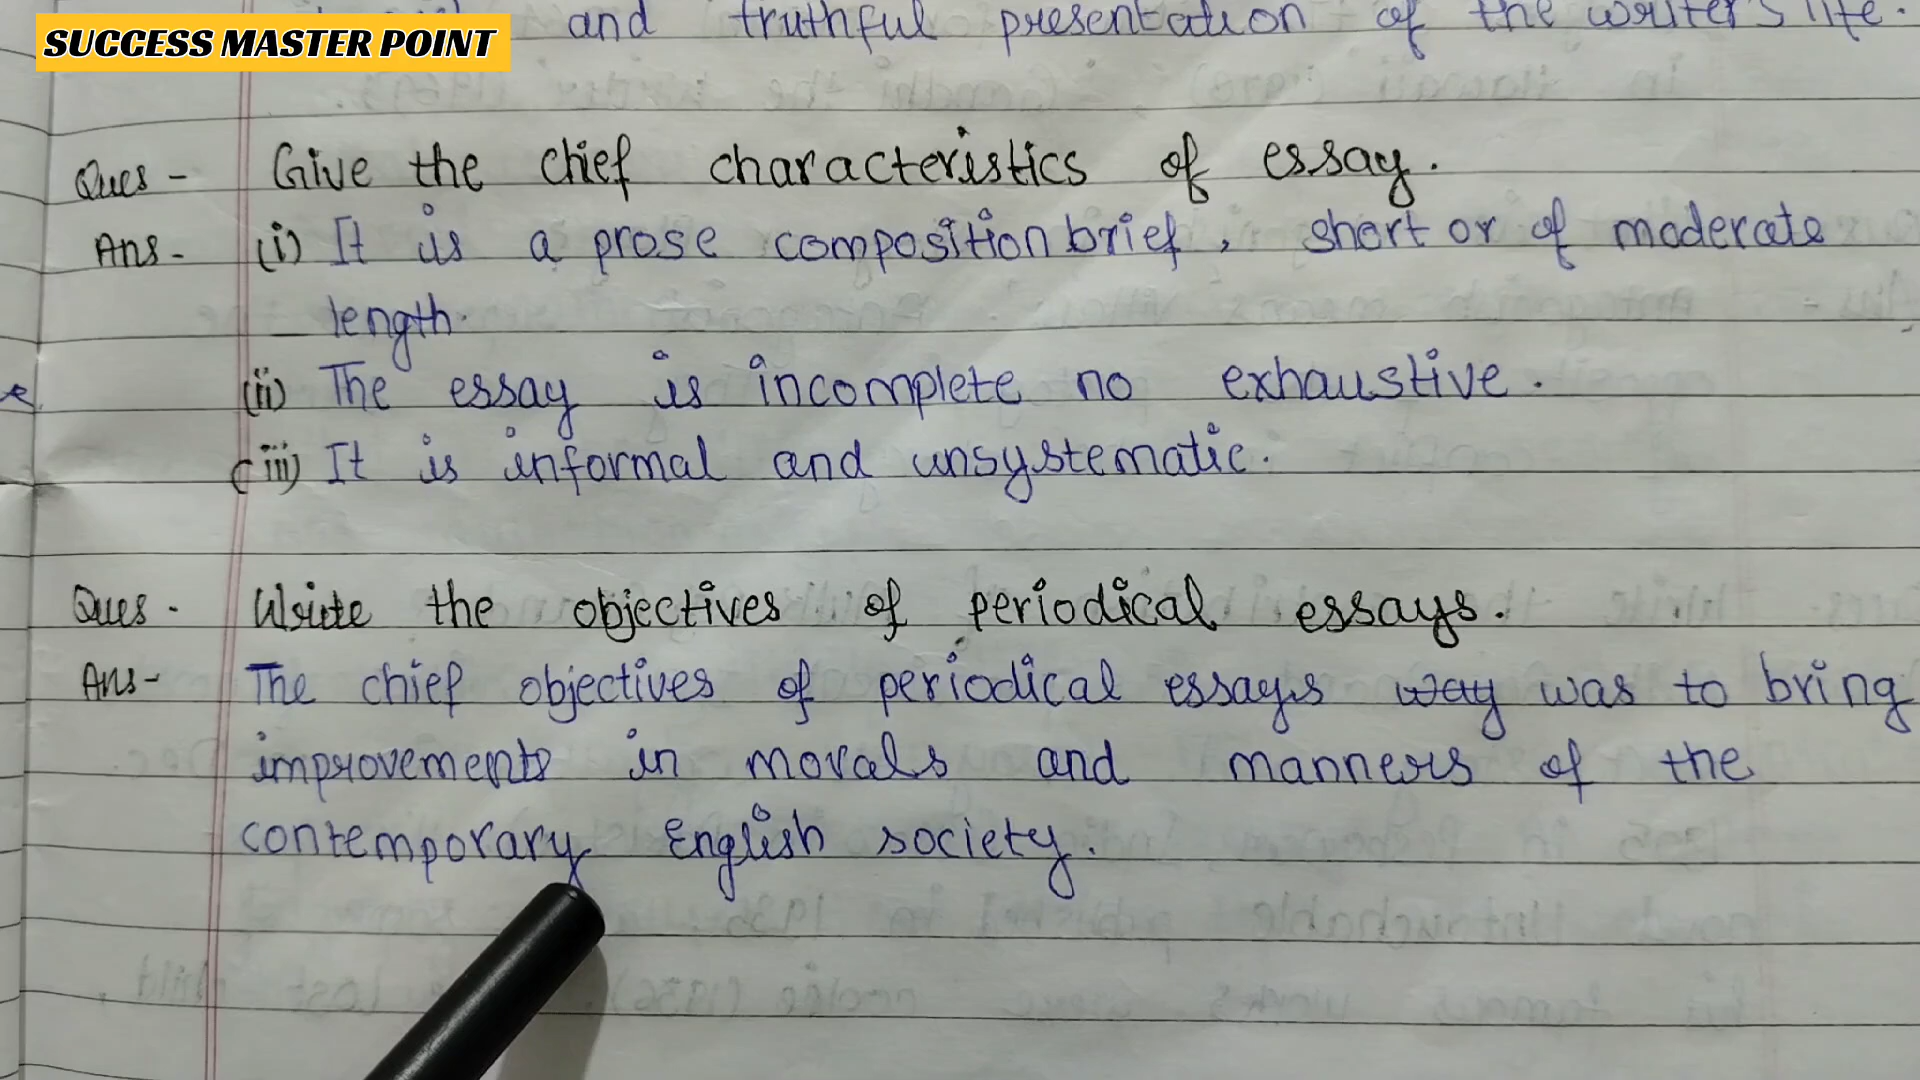 and truthful presentation of the writer's life.
SUCCESS MASTER POINT
Ques - Give the chief characteristics of essay.
Ans - (i) It is a prose composition brief, short or of moderate
length.
(ii) The essay is incomplete no exhaustive.
(iii) It is informal and unsystematic.
Ques - Write the objectives of periodical essays.
Ans - The chief objectives of periodical essays way was to bring
improvements in morals and manners of the
contemporary English society.